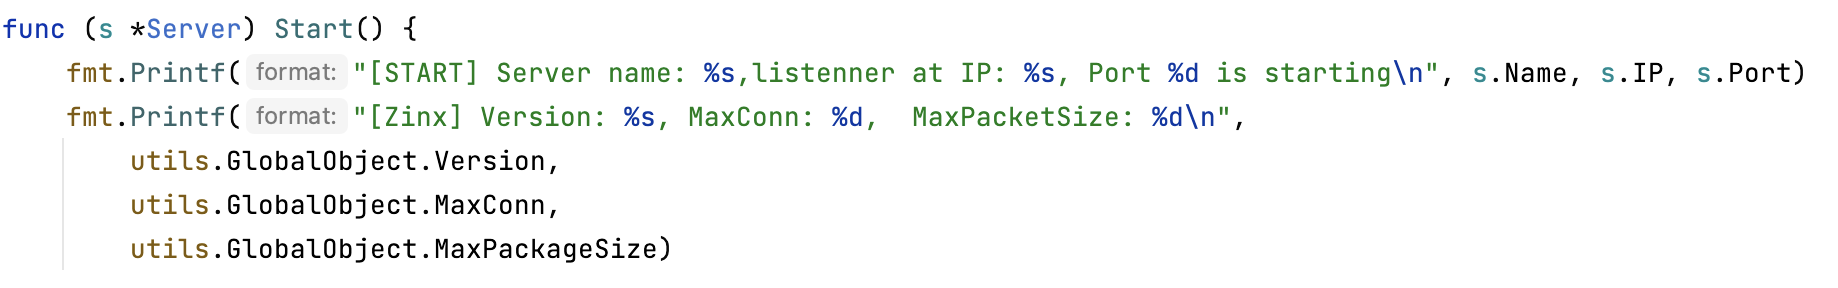 func (s *Server) Start() {
    fmt.Printf( format: "[START] Server name: %s,listenner at IP: %s, Port %d is starting\n", s.Name, s.IP, s.Port)
    fmt.Printf( format: "[Zinx] Version: %s, MaxConn: %d,  MaxPacketSize: %d\n",
        utils.GlobalObject.Version,
        utils.GlobalObject.MaxConn,
        utils.GlobalObject.MaxPackageSize)